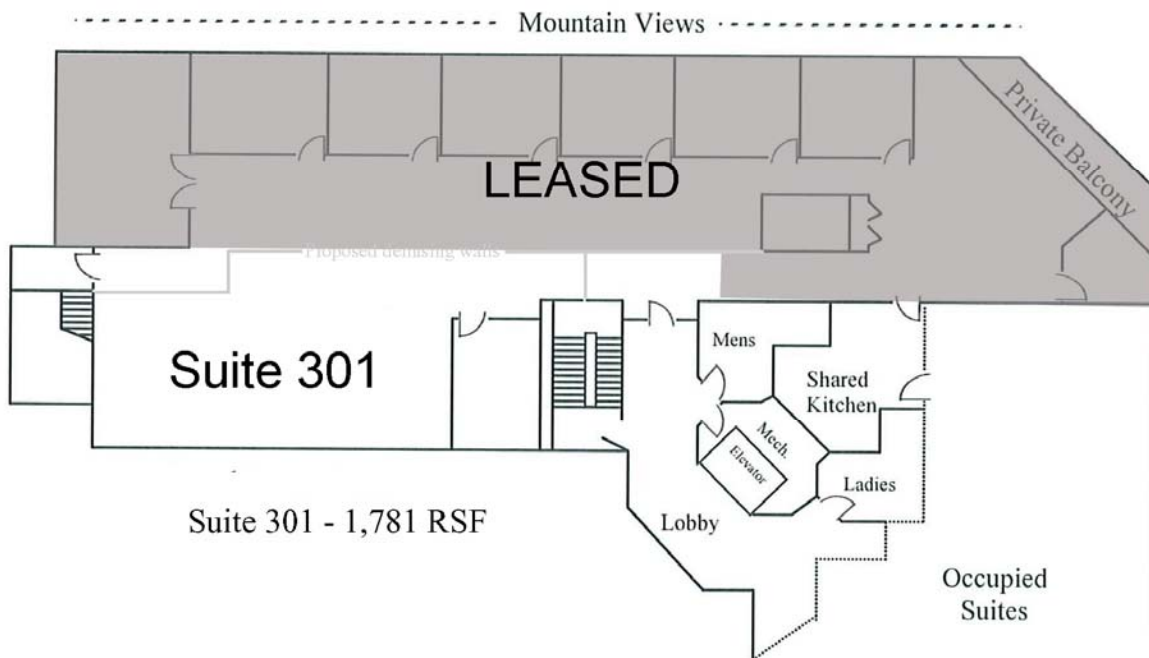 Mountain Views
Private Balcony
LEASED
Proposed demising walls
Suite 301
Mens
Shared
Kitchen
Mech.
Elevator
Ladies
Lobby
Suite 301 - 1,781 RSF
Occupied
Suites